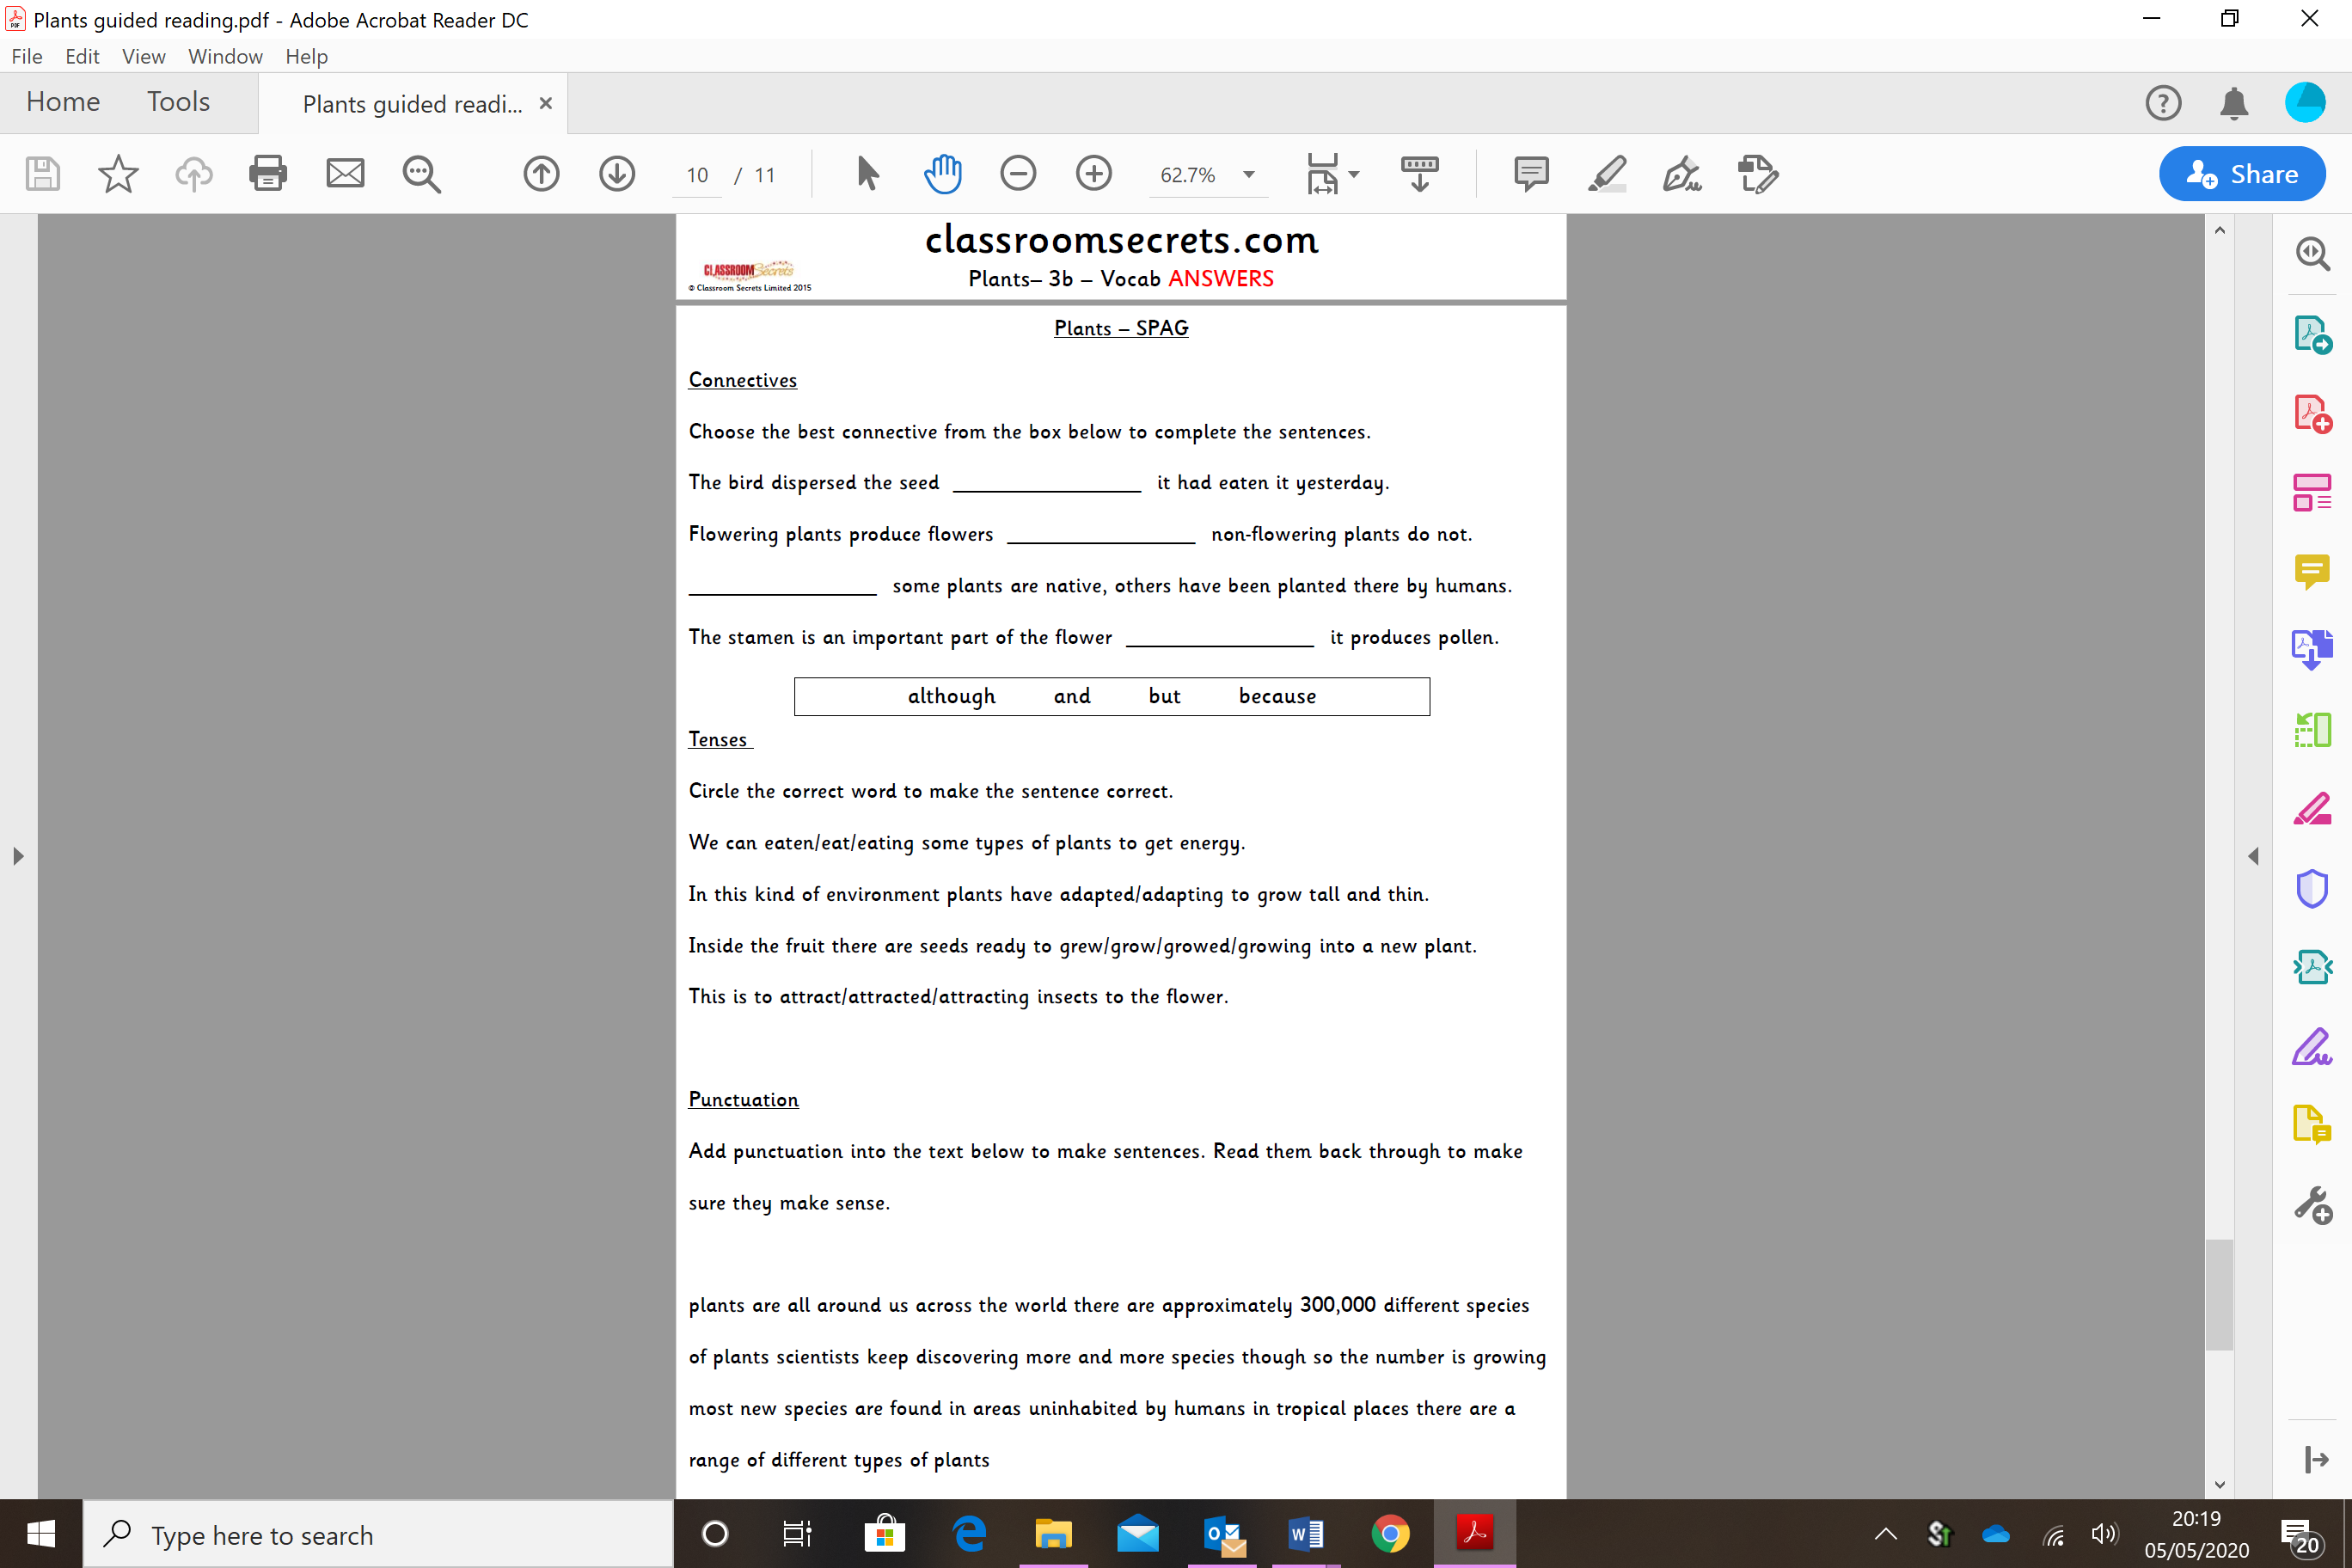 Plants guided reading.pdf - Adobe Acrobat Reader DC
File Edit View Window Help
Home Tools Plants guided readi...
10 / 11 62.7% Share
classroomsecrets.com
CLASSROOM Secrets
© Classroom Secrets Limited 2015
Plants– 3b – Vocab ANSWERS
Plants – SPAG
Connectives
Choose the best connective from the box below to complete the sentences.
The bird dispersed the seed ________________ it had eaten it yesterday.
Flowering plants produce flowers ________________ non-flowering plants do not.
________________ some plants are native, others have been planted there by humans.
The stamen is an important part of the flower ________________ it produces pollen.
although and but because
Tenses
Circle the correct word to make the sentence correct.
We can eaten/eat/eating some types of plants to get energy.
In this kind of environment plants have adapted/adapting to grow tall and thin.
Inside the fruit there are seeds ready to grew/grow/growed/growing into a new plant.
This is to attract/attracted/attracting insects to the flower.
Punctuation
Add punctuation into the text below to make sentences. Read them back through to make
sure they make sense.
plants are all around us across the world there are approximately 300,000 different species
of plants scientists keep discovering more and more species though so the number is growing
most new species are found in areas uninhabited by humans in tropical places there are a
range of different types of plants
Type here to search
20:19
05/05/2020
20